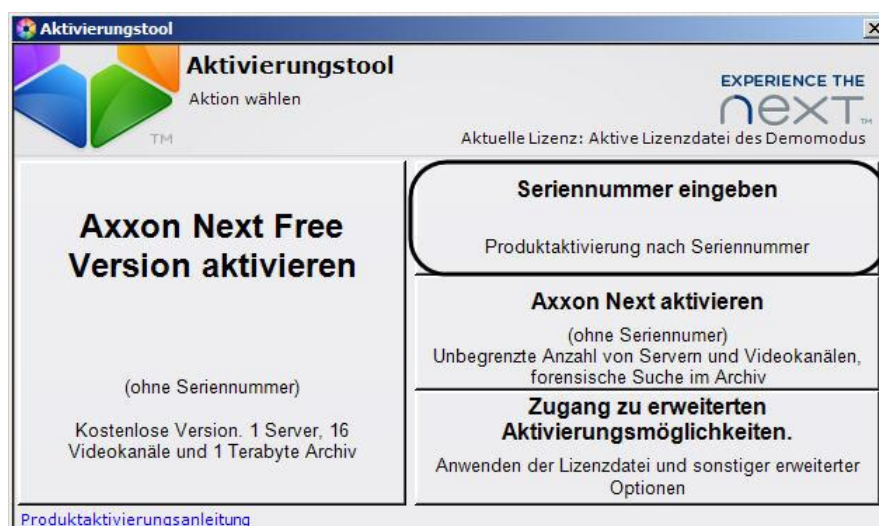 Aktivierungstool
Aktivierungstool
Aktion wählen
TM
EXPERIENCE THE
next™
Aktuelle Lizenz: Aktive Lizenzdatei des Demomodus
Axxon Next Free
Version aktivieren
(ohne Seriennummer)
Kostenlose Version. 1 Server, 16
Videokanäle und 1 Terabyte Archiv
Seriennummer eingeben
Produktaktivierung nach Seriennummer
Axxon Next aktivieren
(ohne Seriennumer)
Unbegrenzte Anzahl von Servern und Videokanälen,
forensische Suche im Archiv
Zugang zu erweiterten
Aktivierungsmöglichkeiten.
Anwenden der Lizenzdatei und sonstiger erweiterter
Optionen
Produktaktivierungsanleitung